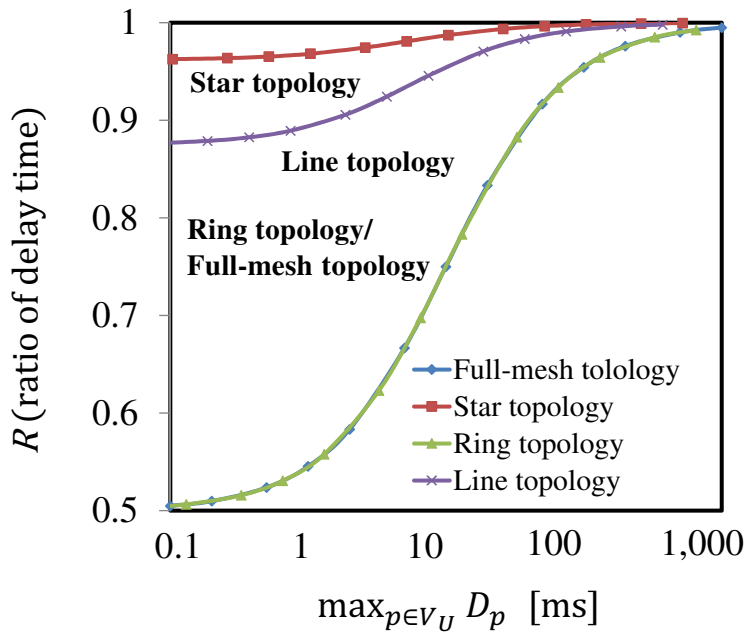 1
0.9
0.8
0.7
0.6
0.5
R (ratio of delay time)
Star topology
Line topology
Ring topology/
Full-mesh topology
Full-mesh tolology
Star topology
Ring topology
Line topology
0.1 1 10 100 1,000
max_{p∈V_U} D_p [ms]